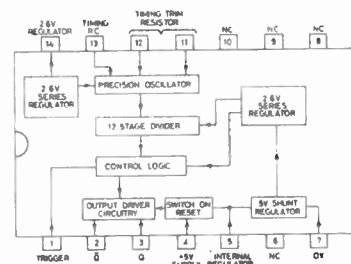 2 6V REGULATOR
TIMING RC
TIMING TRIM RESISTOR
NC
NC
NC
14
13
12
11
10
9
8
PRECISION OSCILLATOR
2 6V SERIES REGULATOR
2 6V SERIES REGULATOR
12 STAGE DIVIDER
CONTROL LOGIC
OUTPUT DRIVER CIRCUITRY
SWITCH ON RESET
5V SHUNT REGULATOR
1
2
3
4
5
6
7
TRIGGER
Q̄
Q
+5V
INTERNAL
NC
0V
REGULATOR